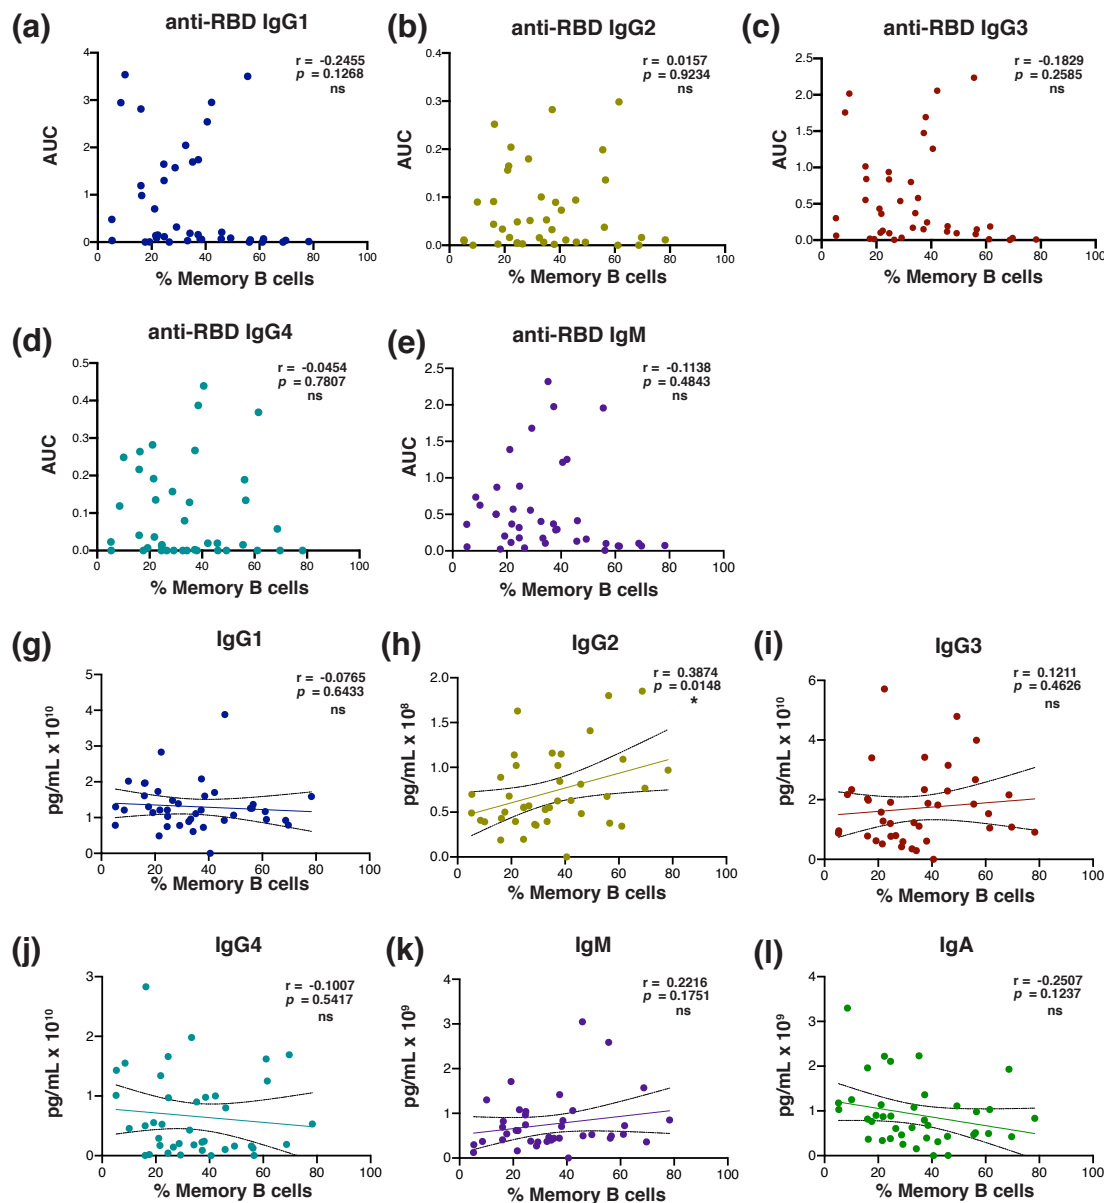 (a)
anti-RBD IgG1
r = -0.2455
p = 0.1268
ns
AUC
4
3
2
1
0
0 20 40 60 80 100
% Memory B cells
(b)
anti-RBD IgG2
r = 0.0157
p = 0.9234
ns
AUC
0.4
0.3
0.2
0.1
0.0
0 20 40 60 80 100
% Memory B cells
(c)
anti-RBD IgG3
r = -0.1829
p = 0.2585
ns
AUC
2.5
2.0
1.5
1.0
0.5
0.0
0 20 40 60 80 100
% Memory B cells
(d)
anti-RBD IgG4
r = -0.0454
p = 0.7807
ns
AUC
0.5
0.4
0.3
0.2
0.1
0.0
0 20 40 60 80 100
% Memory B cells
(e)
anti-RBD IgM
r = -0.1138
p = 0.4843
ns
AUC
2.5
2.0
1.5
1.0
0.5
0.0
0 20 40 60 80 100
% Memory B cells
(g)
IgG1
r = -0.0765
p = 0.6433
ns
pg/mL x 10¹⁰
5
4
3
2
1
0
0 20 40 60 80 100
% Memory B cells
(h)
IgG2
r = 0.3874
p = 0.0148
*
pg/mL x 10⁸
2.0
1.5
1.0
0.5
0.0
0 20 40 60 80 100
% Memory B cells
(i)
IgG3
r = 0.1211
p = 0.4626
ns
pg/mL x 10¹⁰
6
4
2
0
0 20 40 60 80 100
% Memory B cells
(j)
IgG4
r = -0.1007
p = 0.5417
ns
pg/mL x 10¹⁰
3
2
1
0
0 20 40 60 80 100
% Memory B cells
(k)
IgM
r = 0.2216
p = 0.1751
ns
pg/mL x 10⁹
4
3
2
1
0
0 20 40 60 80 100
% Memory B cells
(l)
IgA
r = -0.2507
p = 0.1237
ns
pg/mL x 10⁹
4
3
2
1
0
0 20 40 60 80 100
% Memory B cells